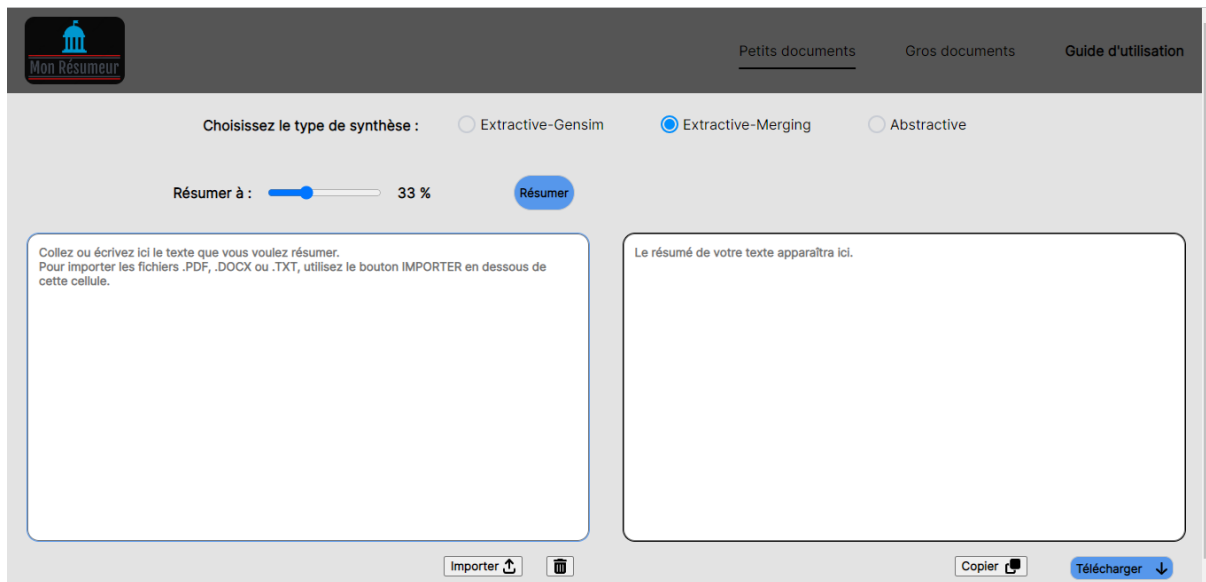 Mon Résumeur
Petits documents
Gros documents
Guide d'utilisation
Choisissez le type de synthèse :
Extractive-Gensim
Extractive-Merging
Abstractive
Résumer à :
33 %
Résumer
Collez ou écrivez ici le texte que vous voulez résumer.
Pour importer les fichiers .PDF, .DOCX ou .TXT, utilisez le bouton IMPORTER en dessous de
cette cellule.
Le résumé de votre texte apparaîtra ici.
Importer
Copier
Télécharger